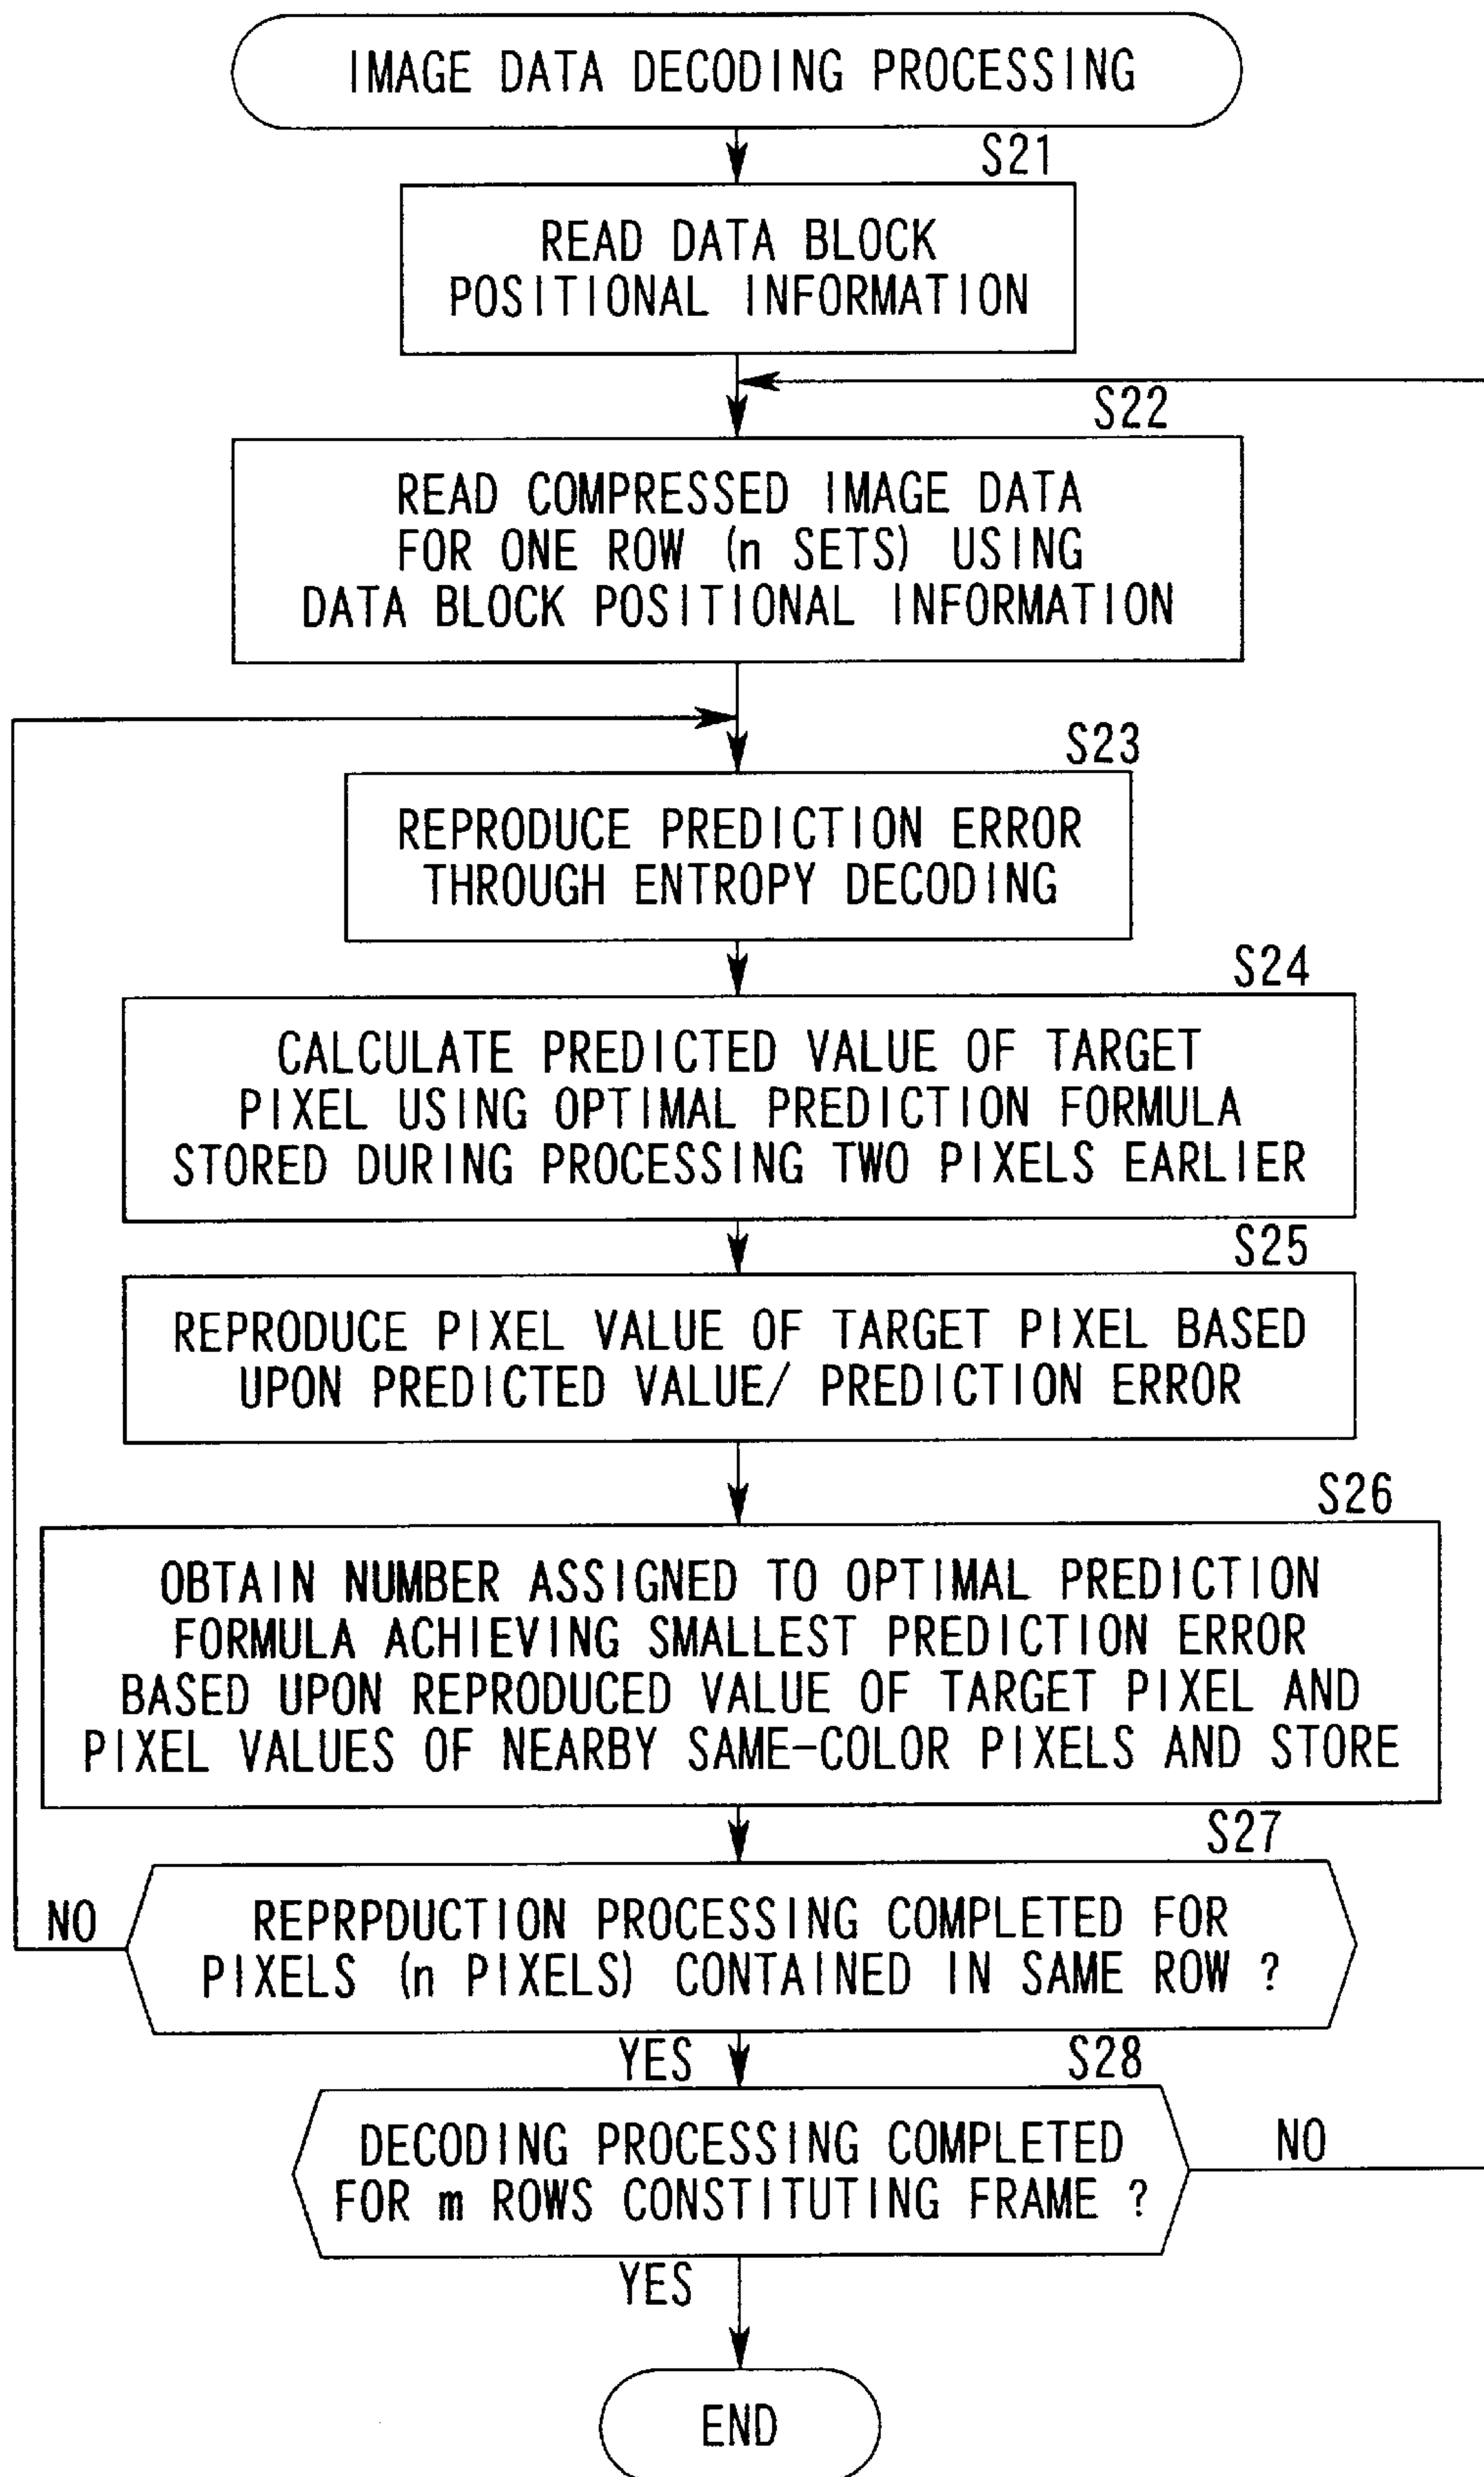 IMAGE DATA DECODING PROCESSING
S21
READ DATA BLOCK
POSITIONAL INFORMATION
S22
READ COMPRESSED IMAGE DATA
FOR ONE ROW (n SETS) USING
DATA BLOCK POSITIONAL INFORMATION
S23
REPRODUCE PREDICTION ERROR
THROUGH ENTROPY DECODING
S24
CALCULATE PREDICTED VALUE OF TARGET
PIXEL USING OPTIMAL PREDICTION FORMULA
STORED DURING PROCESSING TWO PIXELS EARLIER
S25
REPRODUCE PIXEL VALUE OF TARGET PIXEL BASED
UPON PREDICTED VALUE/ PREDICTION ERROR
S26
OBTAIN NUMBER ASSIGNED TO OPTIMAL PREDICTION
FORMULA ACHIEVING SMALLEST PREDICTION ERROR
BASED UPON REPRODUCED VALUE OF TARGET PIXEL AND
PIXEL VALUES OF NEARBY SAME-COLOR PIXELS AND STORE
S27
NO
REPRPDUCTION PROCESSING COMPLETED FOR
PIXELS (n PIXELS) CONTAINED IN SAME ROW ?
YES
S28
DECODING PROCESSING COMPLETED
FOR m ROWS CONSTITUTING FRAME ?
NO
YES
END